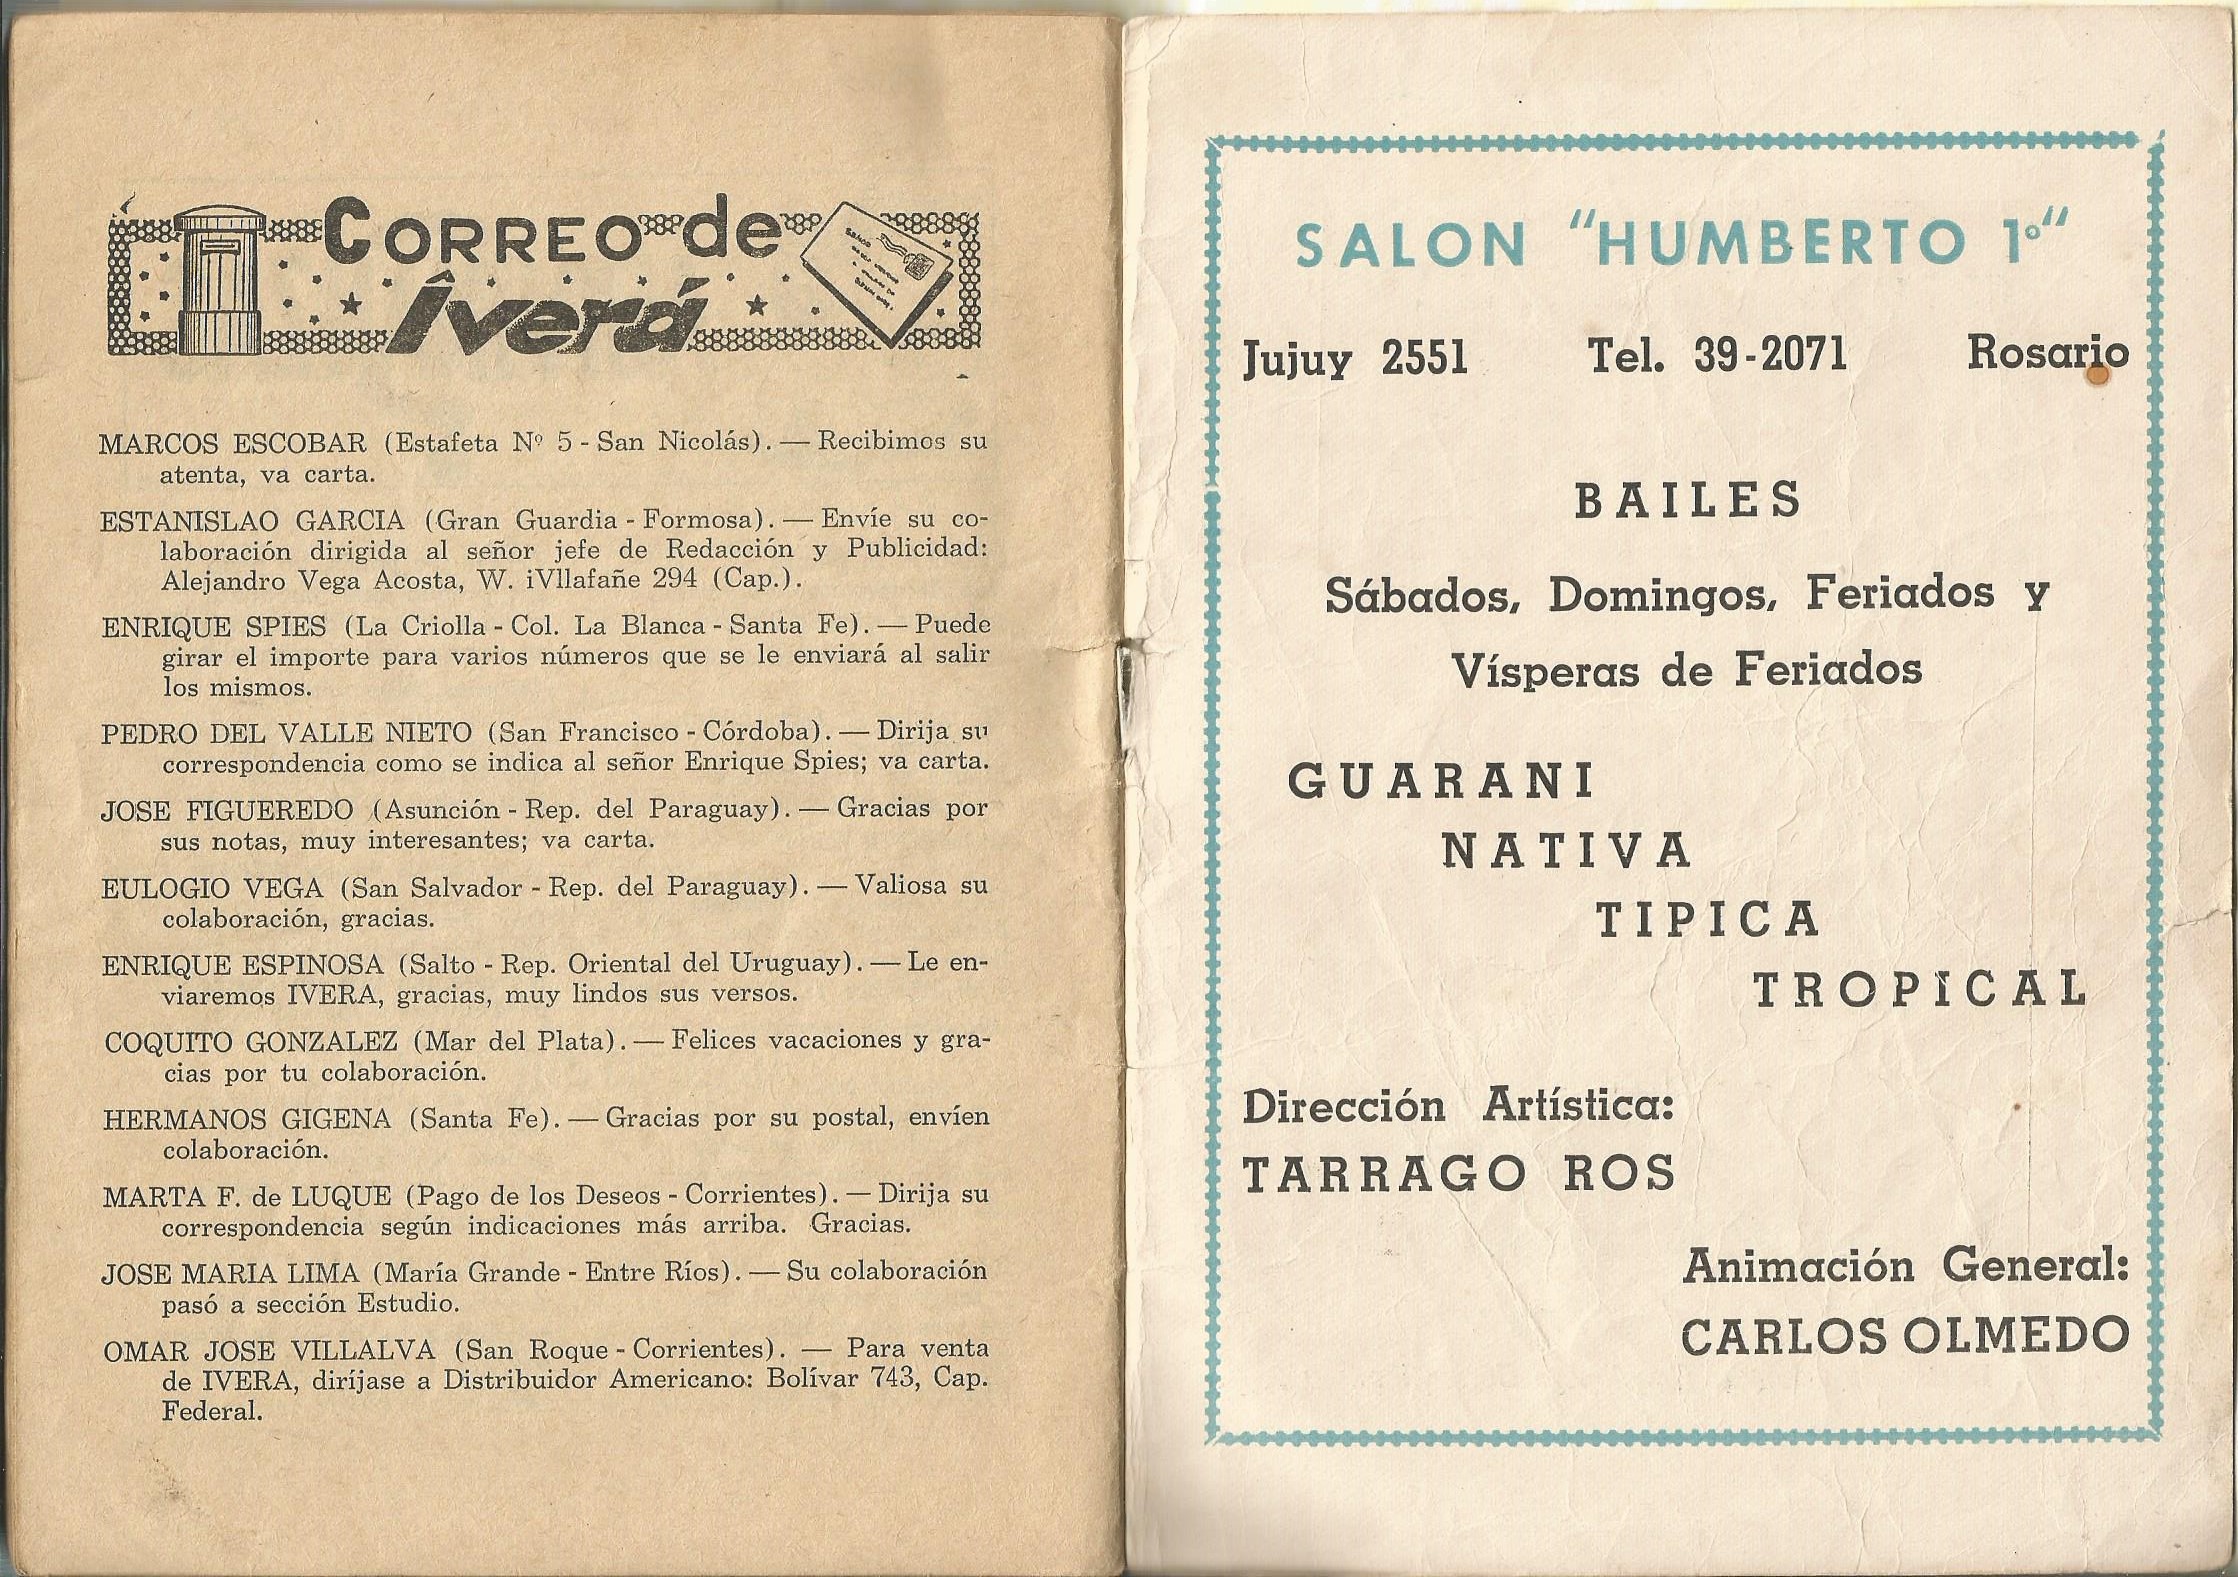 CORREO de
Iverá
MARCOS ESCOBAR (Estafeta Nº 5 - San Nicolás). — Recibimos su
atenta, va carta.
ESTANISLAO GARCIA (Gran Guardia - Formosa). — Envíe su co-
laboración dirigida al señor jefe de Redacción y Publicidad:
Alejandro Vega Acosta, W. iVllafañe 294 (Cap.).
ENRIQUE SPIES (La Criolla - Col. La Blanca - Santa Fe). — Puede
girar el importe para varios números que se le enviará al salir
los mismos.
PEDRO DEL VALLE NIETO (San Francisco - Córdoba). — Dirija su
correspondencia como se indica al señor Enrique Spies; va carta.
JOSE FIGUEREDO (Asunción - Rep. del Paraguay). — Gracias por
sus notas, muy interesantes; va carta.
EULOGIO VEGA (San Salvador - Rep. del Paraguay). — Valiosa su
colaboración, gracias.
ENRIQUE ESPINOSA (Salto - Rep. Oriental del Uruguay). — Le en-
viaremos IVERA, gracias, muy lindos sus versos.
COQUITO GONZALEZ (Mar del Plata). — Felices vacaciones y gra-
cias por tu colaboración.
HERMANOS GIGENA (Santa Fe). — Gracias por su postal, envíen
colaboración.
MARTA F. de LUQUE (Pago de los Deseos - Corrientes). — Dirija su
correspondencia según indicaciones más arriba. Gracias.
JOSE MARIA LIMA (María Grande - Entre Ríos). — Su colaboración
pasó a sección Estudio.
OMAR JOSE VILLALVA (San Roque - Corrientes). — Para venta
de IVERA, diríjase a Distribuidor Americano: Bolívar 743, Cap.
Federal.
SALON "HUMBERTO 1º"
Jujuy 2551 Tel. 39-2071 Rosario
BAILES
Sábados, Domingos, Feriados y
Vísperas de Feriados
GUARANI
NATIVA
TIPICA
TROPICAL
Dirección Artística:
TARRAGO ROS
Animación General:
CARLOS OLMEDO